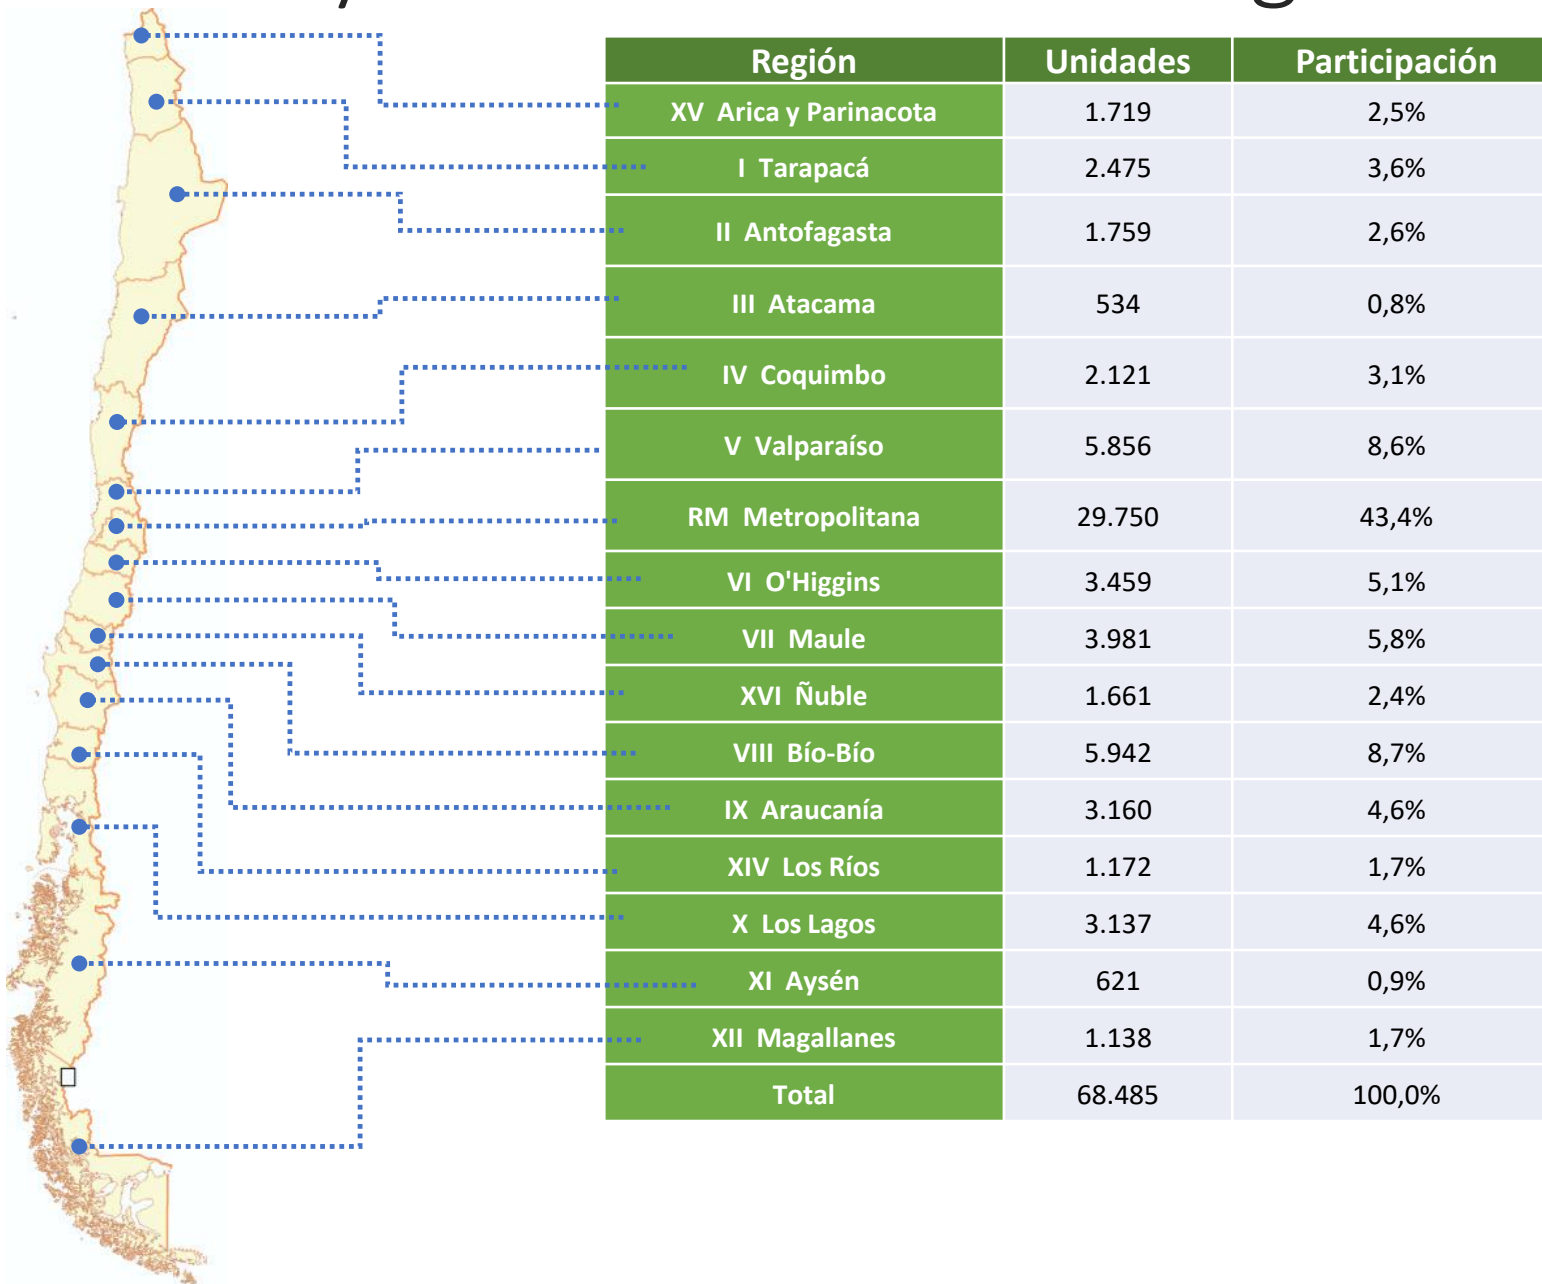 Región Unidades Participación
XV Arica y Parinacota 1.719 2,5%
I Tarapacá 2.475 3,6%
II Antofagasta 1.759 2,6%
III Atacama 534 0,8%
IV Coquimbo 2.121 3,1%
V Valparaíso 5.856 8,6%
RM Metropolitana 29.750 43,4%
VI O'Higgins 3.459 5,1%
VII Maule 3.981 5,8%
XVI Ñuble 1.661 2,4%
VIII Bío-Bío 5.942 8,7%
IX Araucanía 3.160 4,6%
XIV Los Ríos 1.172 1,7%
X Los Lagos 3.137 4,6%
XI Aysén 621 0,9%
XII Magallanes 1.138 1,7%
Total 68.485 100,0%